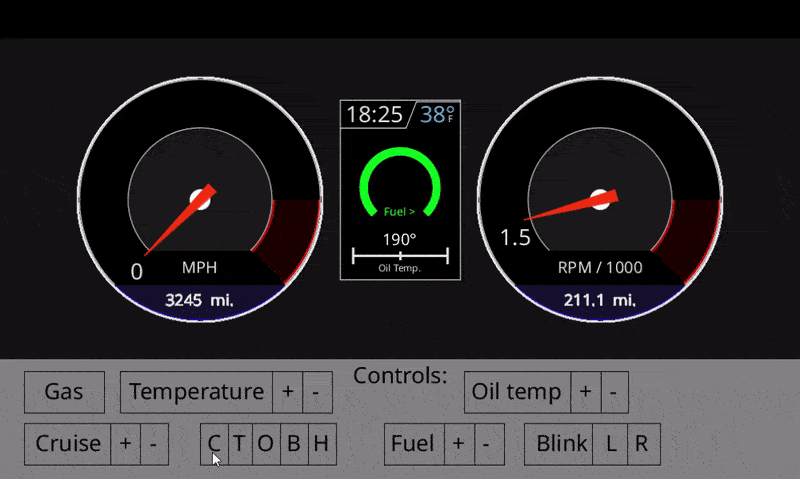 18:25 38°F
Fuel >
190°
Oil Temp.
0
MPH
3245 mi.
1.5
RPM / 1000
211.1 mi.
Controls:
Gas Temperature + - Oil temp + -
Cruise + - C T O B H Fuel + - Blink L R